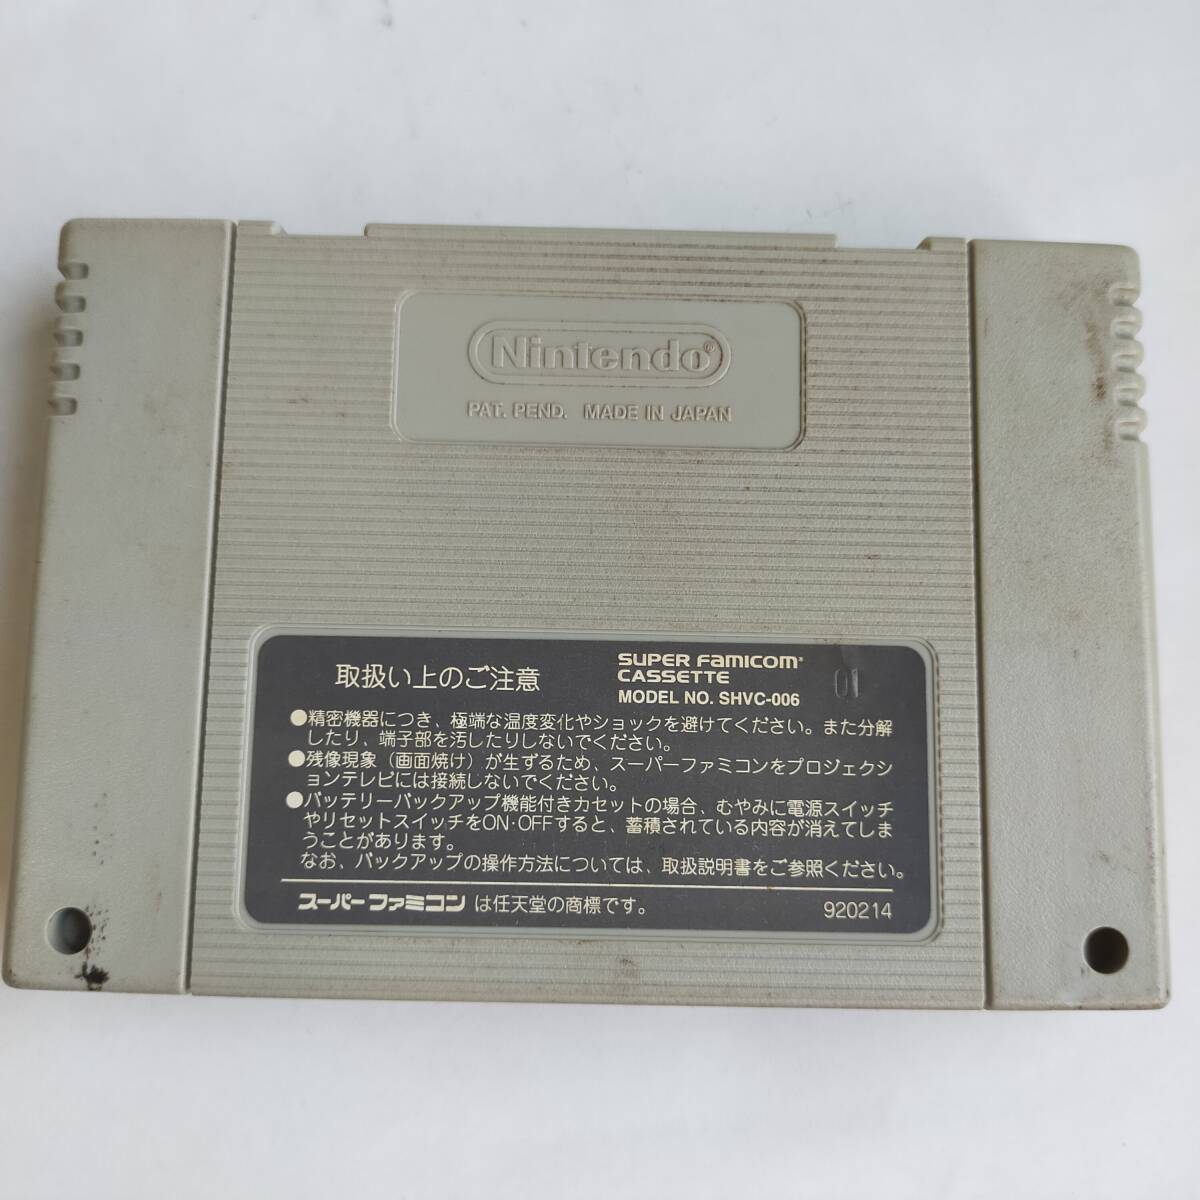 Nintendo®
PAT. PEND. MADE IN JAPAN
取扱い上のご注意
SUPER FAMICOM®
CASSETTE
MODEL NO. SHVC-006
01
●精密機器につき、極端な温度変化やショックを避けてください。また分解
したり、端子部を汚したりしないでください。
●残像現象(画面焼け)が生ずるため、スーパーファミコンをプロジェクシ
ョンテレビには接続しないでください。
●バッテリーバックアップ機能付きカセットの場合、むやみに電源スイッチ
やリセットスイッチをON·OFFすると、蓄積されている内容が消えてしま
うことがあります。
なお、バックアップの操作方法については、取扱説明書をご参照ください。
スーパーファミコンは任天堂の商標です。
920214